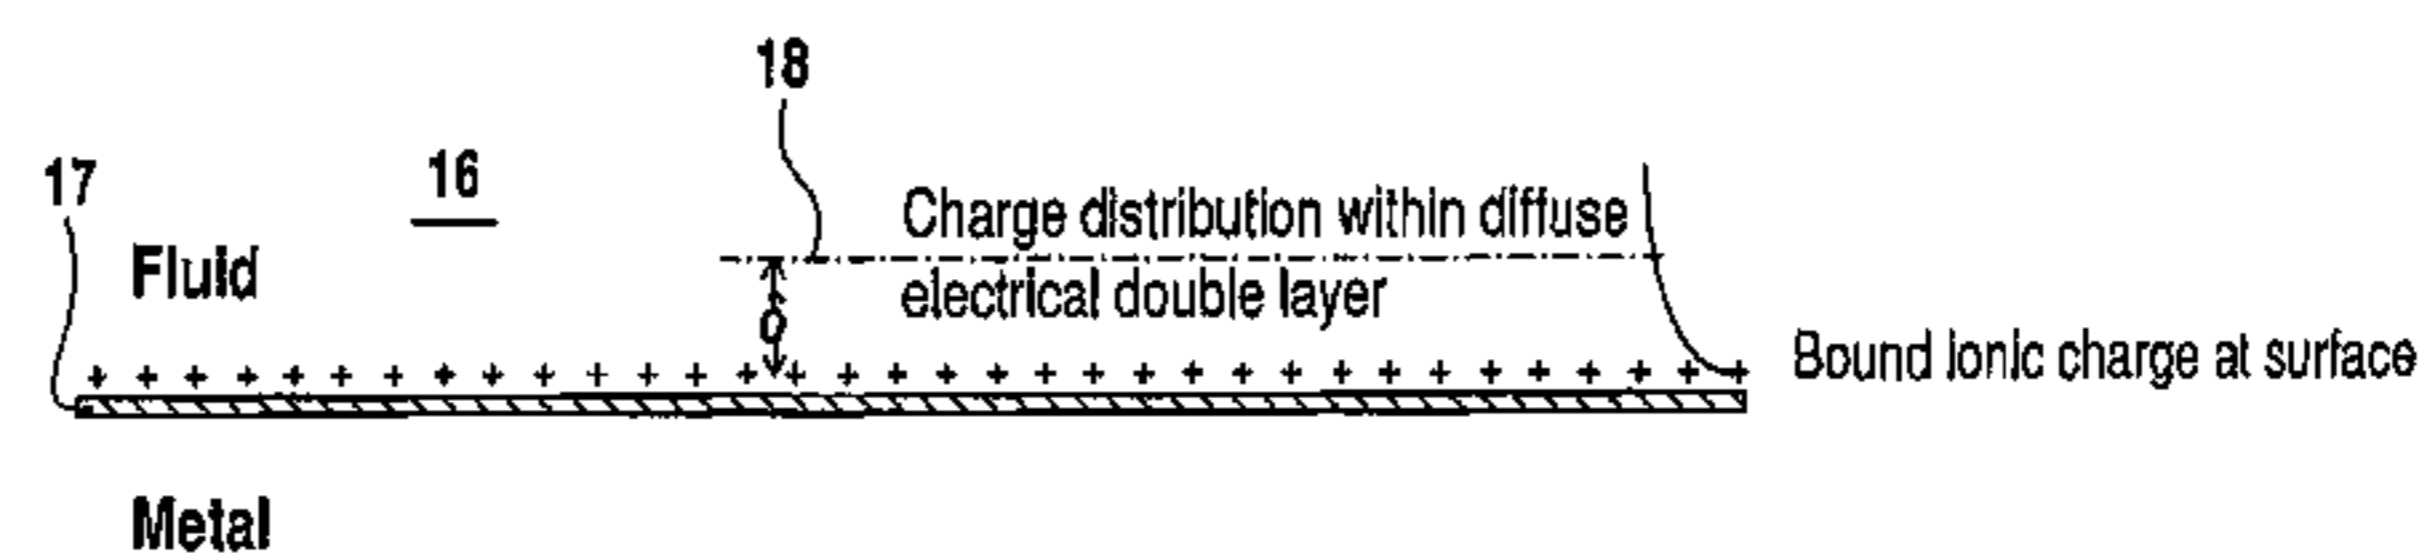 18
17
16
Charge distribution within diffuse
Fluid
electrical double layer
δ
Bound ionic charge at surface
+ + + + + + + + + + + + + + + + + + + + + + + + + + + + + + + + + +
Metal